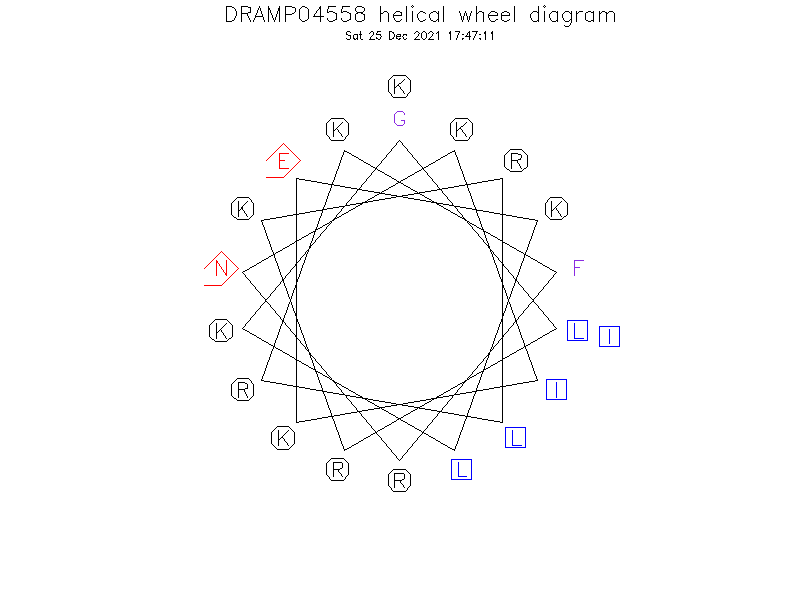 DRAMP04558 helical wheel diagram
Sat 25 Dec 2021 17:47:11
K
G
K K
E R
K K
N F
K L I
R I
K L
R L
R